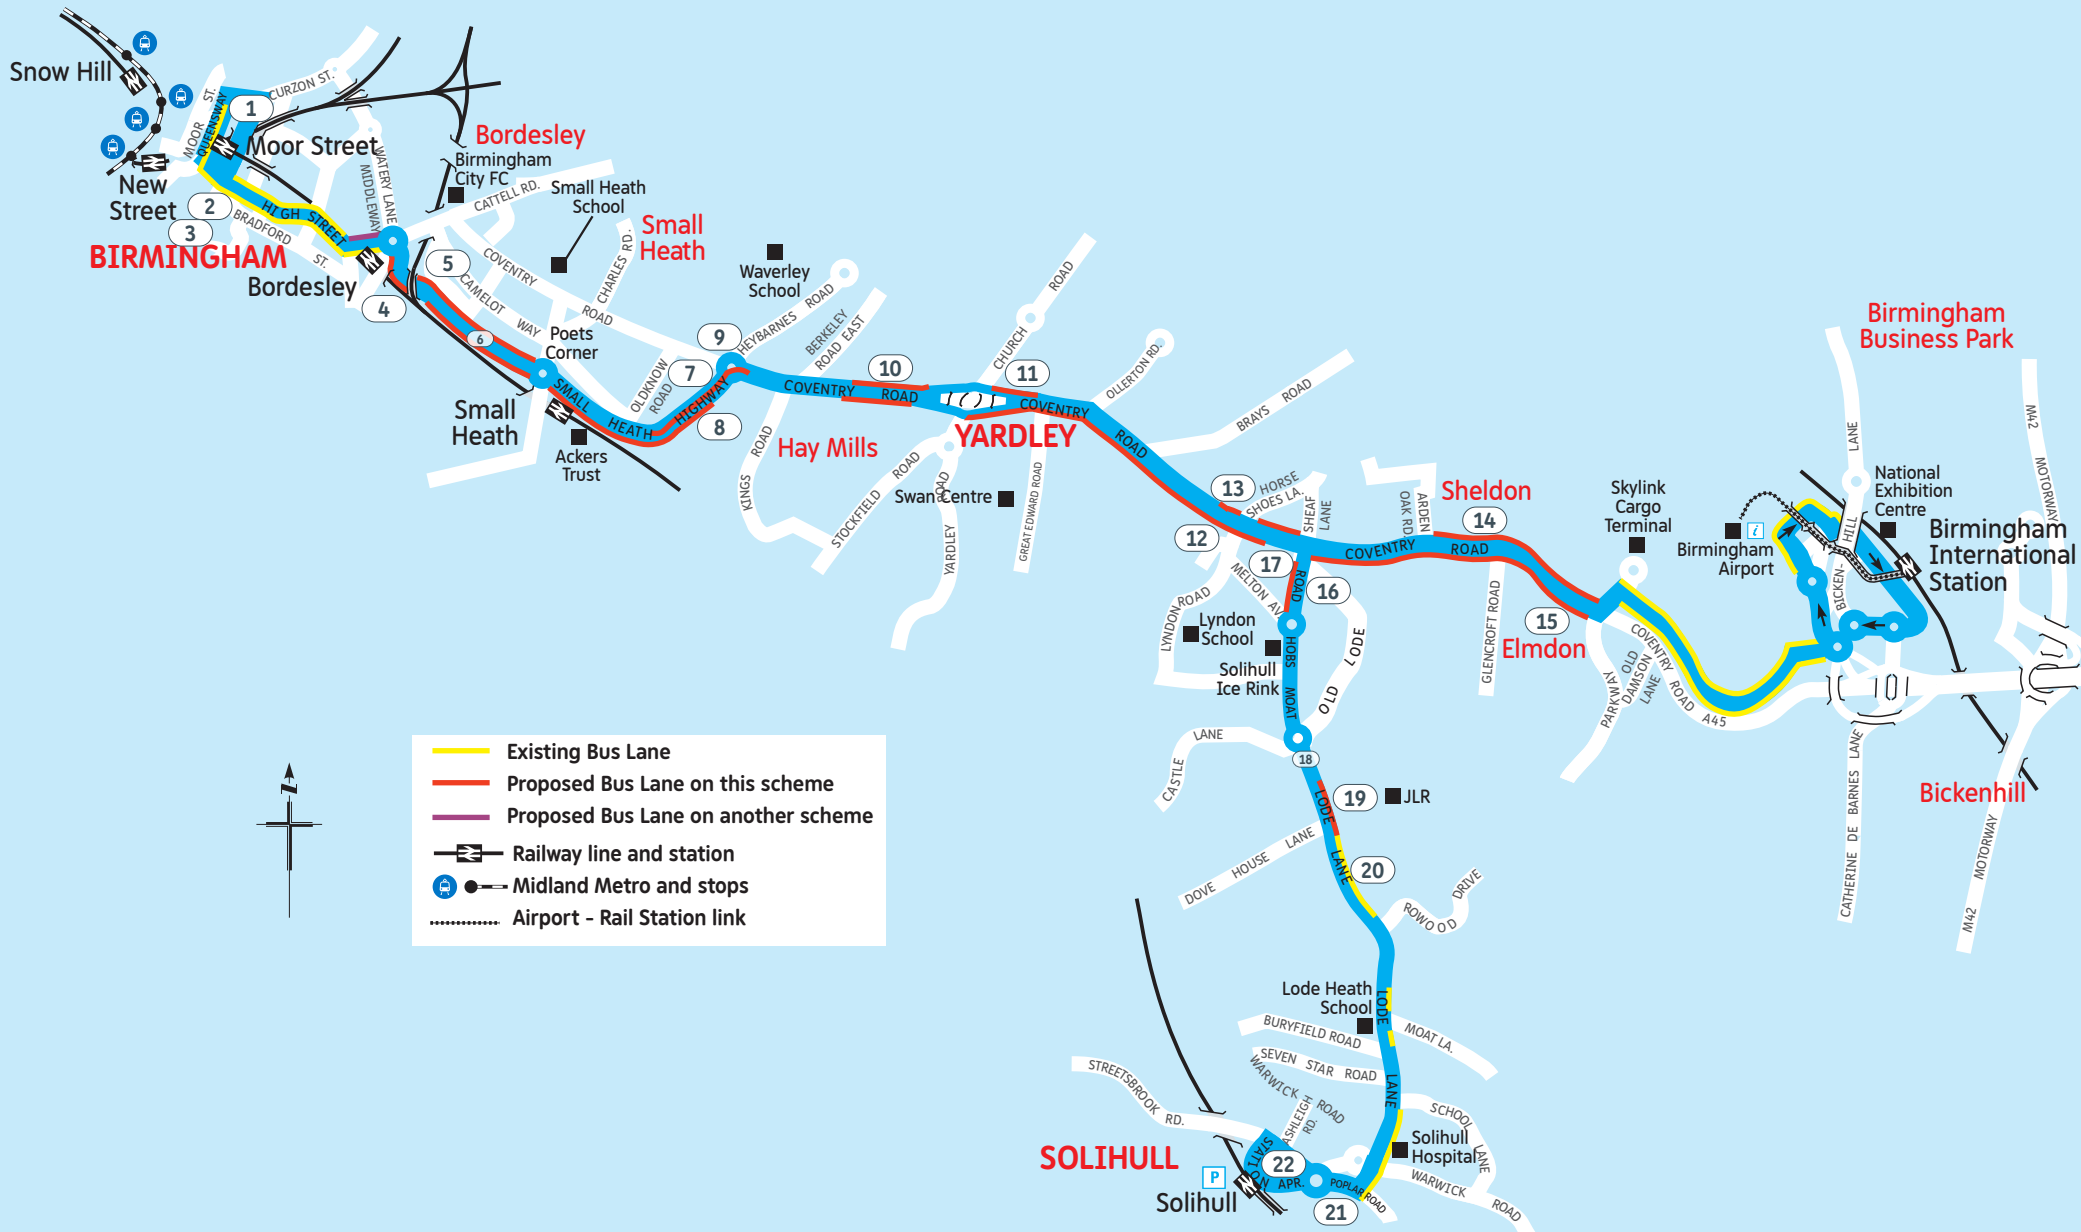 Snow Hill
MOOR ST.
QUEENSWAY
CURZON ST.
1
Moor Street
New
Street
2
3
BRADFORD
ST.
HIGH STREET
WATERY LANE
MIDDLEWAY
BIRMINGHAM
Bordesley
4
5
6
Bordesley
Birmingham
City FC
CATTELL RD.
Small Heath
School
Small
Heath
COVENTRY
ROAD
CHARLES RD.
CAMELOT WAY
Poets
Corner
Small
Heath
SMALL
HEATH
HIGHWAY
Ackers
Trust
OLDKNOW
ROAD
7
8
9
Waverley
School
HEYBARNES ROAD
BERKELEY
ROAD EAST
COVENTRY
ROAD
10
Hay Mills
KINGS ROAD
STOCKFIELD ROAD
YARDLEY
ROAD
Swan Centre
GREAT EDWARD ROAD
CHURCH
ROAD
11
COVENTRY
ROAD
YARDLEY
OLLERTON RD.
BRAYS ROAD
13
HORSE
SHOES LA.
SHEAF
LANE
12
17
16
ROAD
MELTON AV.
LYNDON ROAD
Lyndon
School
Solihull
Ice Rink
HOBS
MOAT
OLD LODE
ARDEN
OAK RD.
Sheldon
14
COVENTRY
ROAD
GLENCROFT ROAD
15
Elmdon
Skylink
Cargo
Terminal
COVENTRY ROAD A45
OLD
DAMSON
LANE
PARKWAY
Birmingham
Business Park
LANE
HILL
BICKEN-
i
Birmingham
Airport
National
Exhibition
Centre
Birmingham
International
Station
M42
MOTORWAY
Bickenhill
MOTORWAY
M42
CATHERINE DE BARNES LANE
CASTLE
LANE
18
LODE
LANE
19
JLR
20
DOVE HOUSE LANE
ROWOOD
DRIVE
Lode Heath
School
LODE
LANE
BURYFIELD ROAD
MOAT LA.
SEVEN STAR ROAD
WARWICK ROAD
STREETSBROOK RD.
ASHLEIGH
RD.
SCHOOL
LANE
Solihull
Hospital
WARWICK ROAD
SOLIHULL
P
Solihull
STATION APR.
22
POPLAR ROAD
21
N
Existing Bus Lane
Proposed Bus Lane on this scheme
Proposed Bus Lane on another scheme
Railway line and station
Midland Metro and stops
Airport - Rail Station link